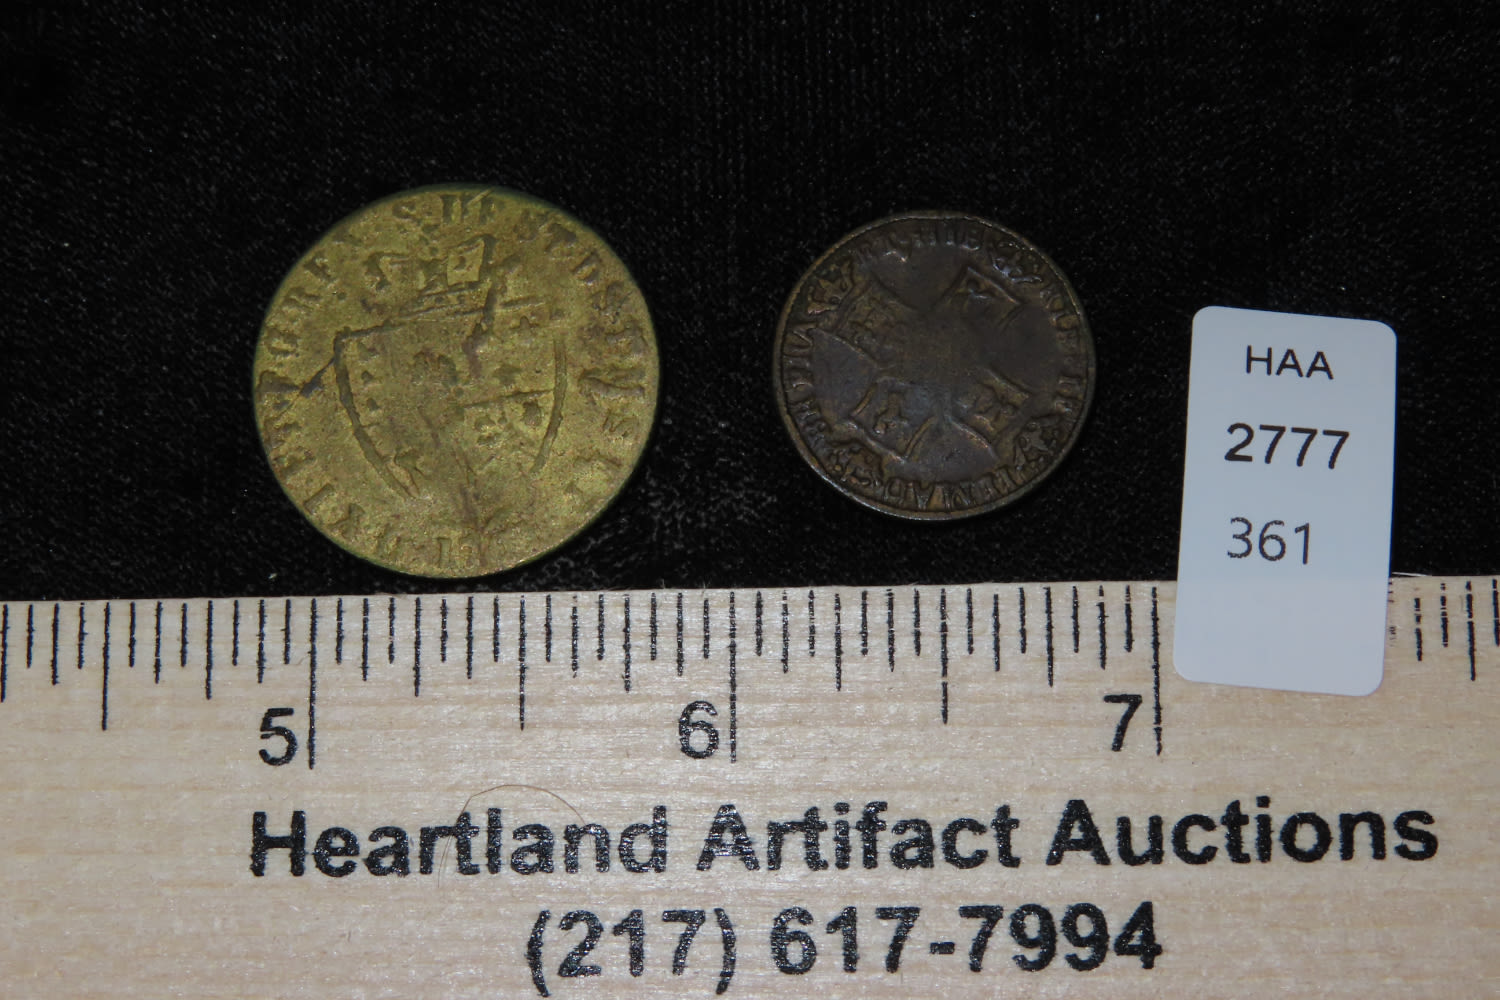 HAA
2777
361
5 6 7
Heartland Artifact Auctions
(217) 617-7994